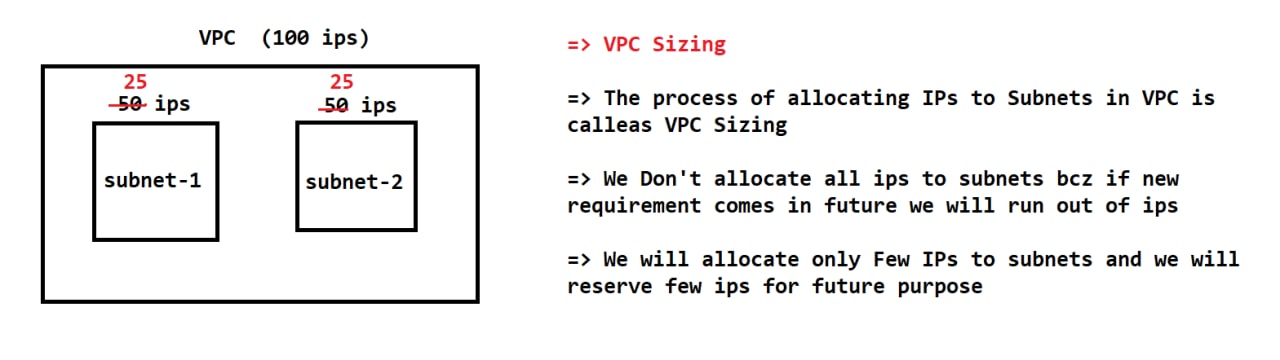 VPC (100 ips)
25
50 ips
25
50 ips
subnet-1
subnet-2
=> VPC Sizing
=> The process of allocating IPs to Subnets in VPC is
calleas VPC Sizing
=> We Don't allocate all ips to subnets bcz if new
requirement comes in future we will run out of ips
=> We will allocate only Few IPs to subnets and we will
reserve few ips for future purpose